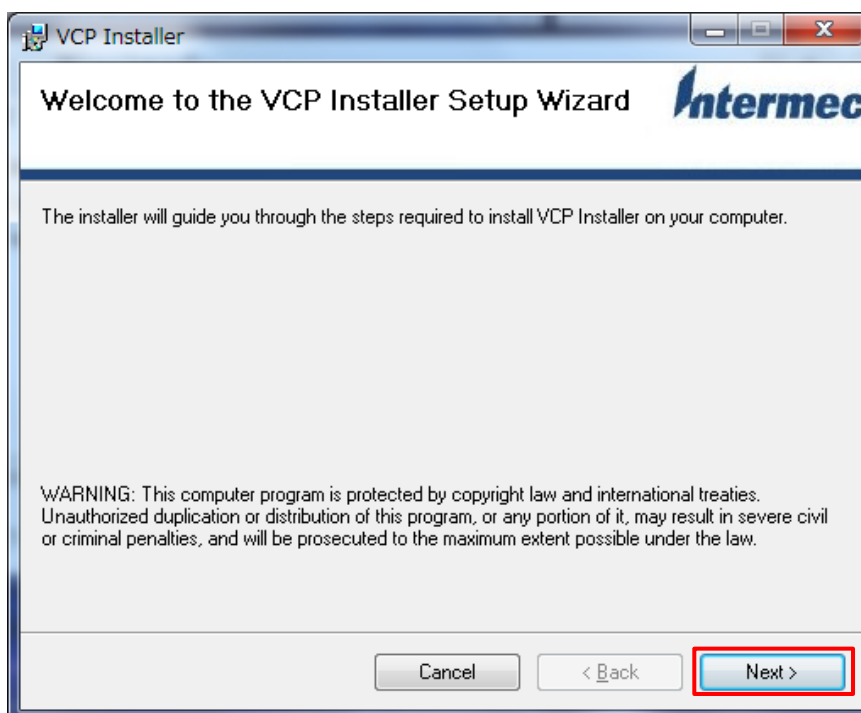 VCP Installer
Welcome to the VCP Installer Setup Wizard
Intermec
The installer will guide you through the steps required to install VCP Installer on your computer.
WARNING: This computer program is protected by copyright law and international treaties.
Unauthorized duplication or distribution of this program, or any portion of it, may result in severe civil
or criminal penalties, and will be prosecuted to the maximum extent possible under the law.
Cancel
< Back
Next >